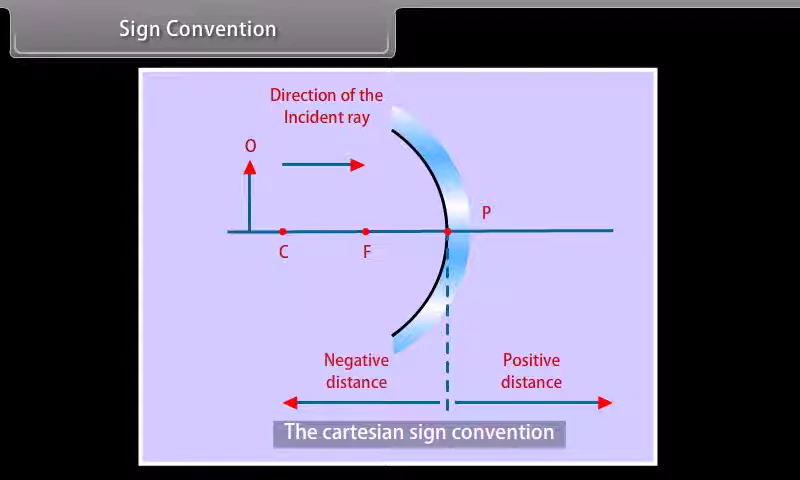 Sign Convention
Direction of the
Incident ray
O
P
C
F
Negative
distance
Positive
distance
The cartesian sign convention